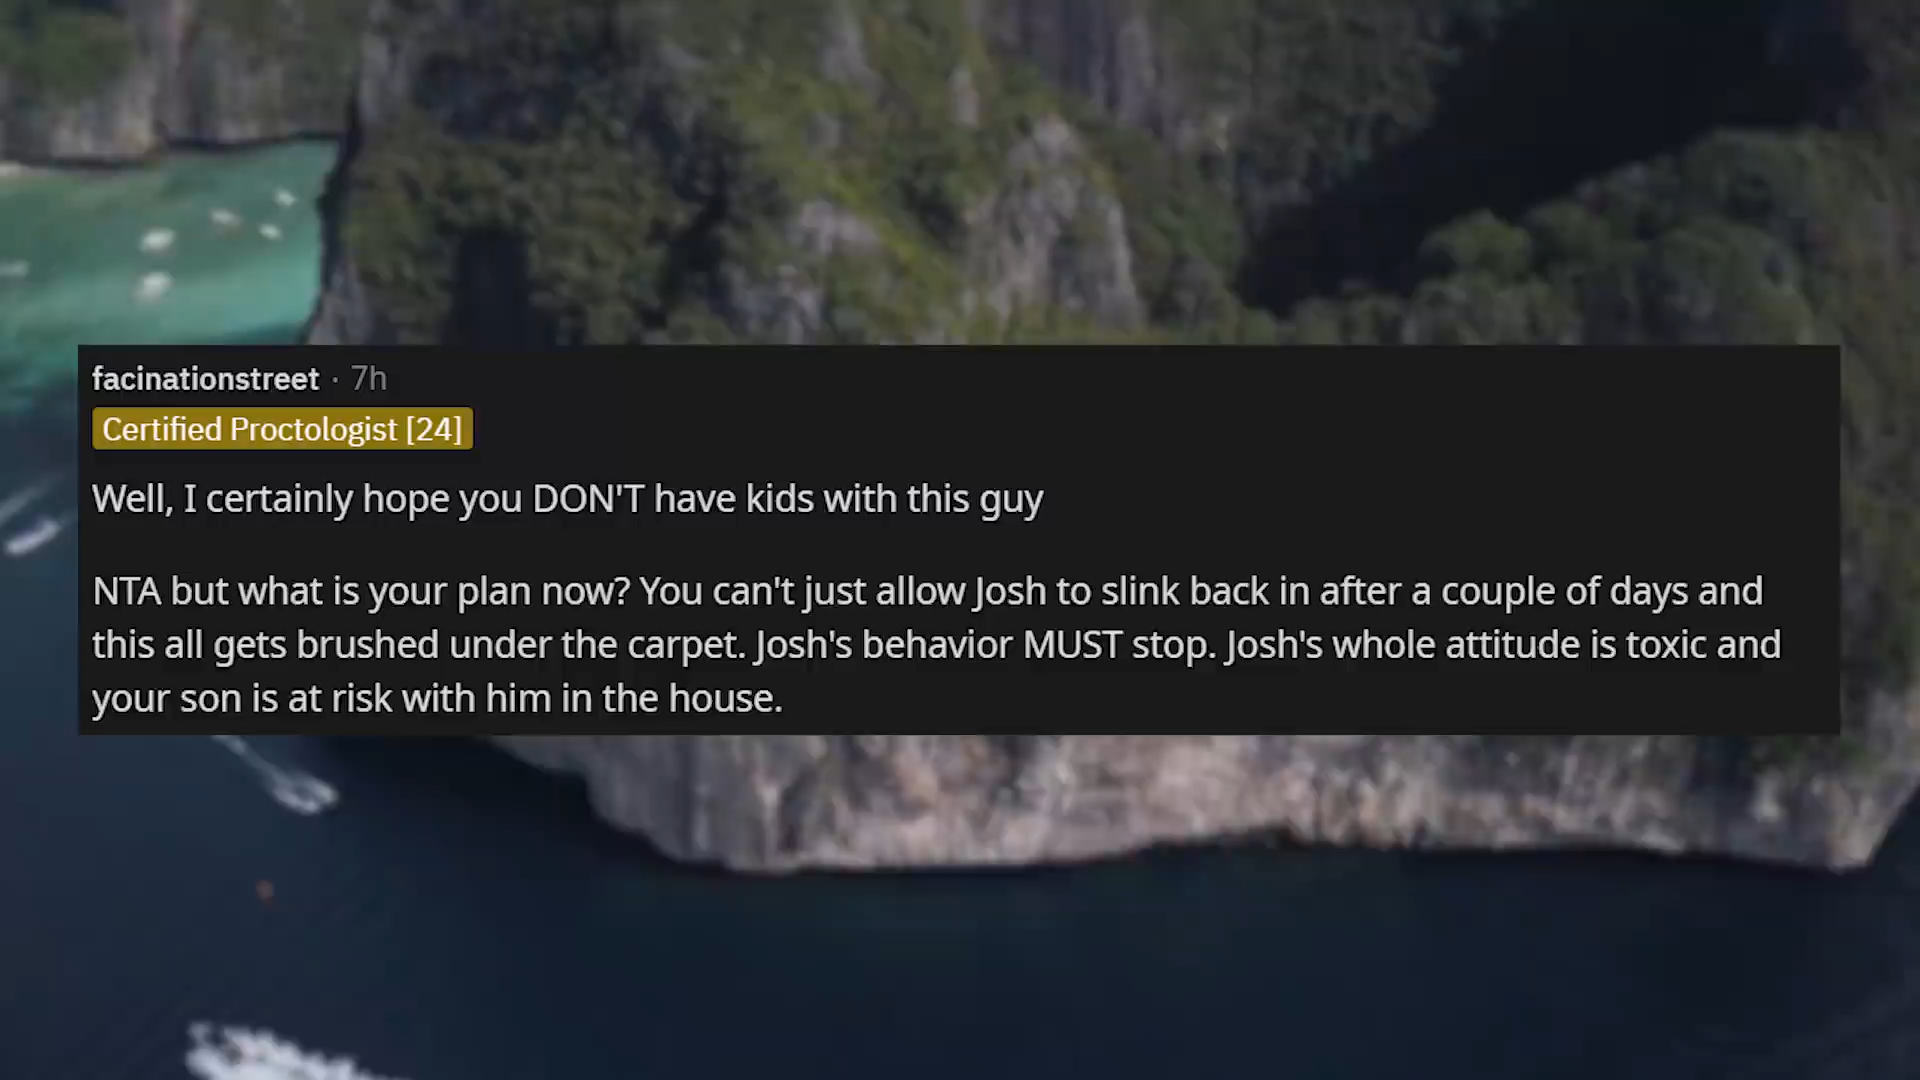 facinationstreet · 7h
Certified Proctologist [24]
Well, I certainly hope you DON'T have kids with this guy
NTA but what is your plan now? You can't just allow Josh to slink back in after a couple of days and
this all gets brushed under the carpet. Josh's behavior MUST stop. Josh's whole attitude is toxic and
your son is at risk with him in the house.